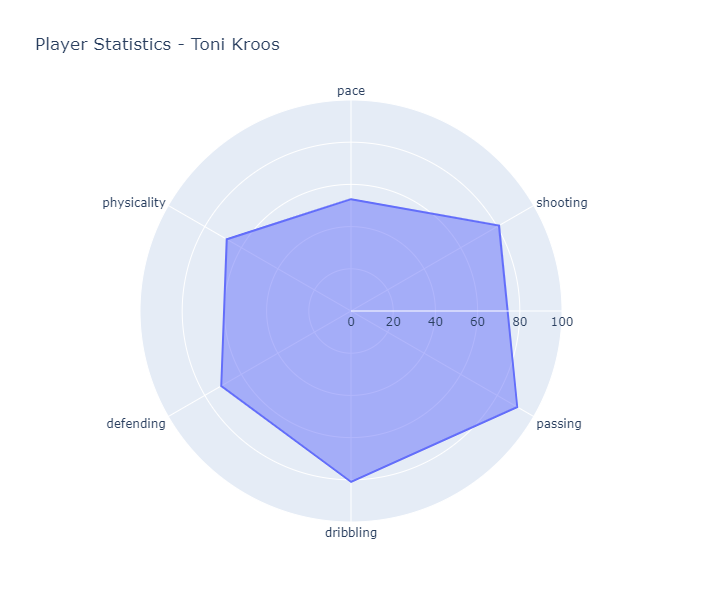 Player Statistics - Toni Kroos
pace
physicality
shooting
0 20 40 60 80 100
defending
passing
dribbling